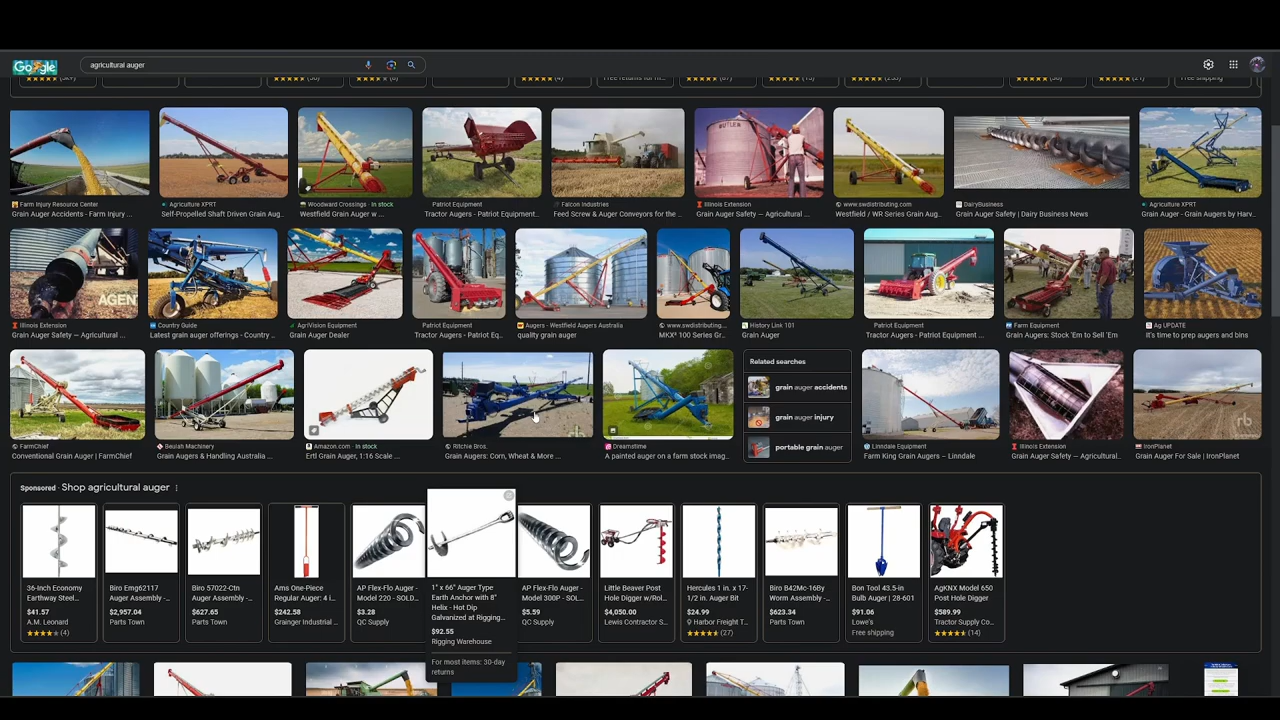 Google
agricultural auger
Farm Injury Resource Center
Grain Auger Accidents - Farm Injury ...
Agriculture XPRT
Self-Propelled Shaft Driven Grain Aug...
Woodward Crossings · In stock
Westfield Grain Auger w ...
Patriot Equipment
Tractor Augers - Patriot Equipment...
Falcon Industries
Feed Screw & Auger Conveyors for the ...
BUTLER
Illinois Extension
Grain Auger Safety — Agricultural ...
www.swdistributing.com
Westfield / WR Series Grain Aug...
DairyBusiness
Grain Auger Safety | Dairy Business News
Agriculture XPRT
Grain Auger - Grain Augers by Harv...
AGENT
Illinois Extension
Grain Auger Safety — Agricultural ...
Country Guide
Latest grain auger offerings - Country ...
AgriVision Equipment
Grain Auger Dealer
Patriot Equipment
Tractor Augers - Patriot Eq...
Augers - Westfield Augers Australia
quality grain auger
www.swdistributing...
MKX² 100 Series Gr...
History Link 101
Grain Auger
Patriot Equipment
Tractor Augers - Patriot Equipment ...
Farm Equipment
Grain Augers: Stock 'Em to Sell 'Em
Ag UPDATE
It's time to prep augers and bins
FarmChief
Conventional Grain Auger | FarmChief
Beulah Machinery
Grain Augers & Handling Australia ...
Amazon.com · In stock
Ertl Grain Auger, 1:16 Scale ...
Ritchie Bros.
Grain Augers: Corn, Wheat & More ...
Dreamstime
A painted auger on a farm stock imag...
Related searches
grain auger accidents
grain auger injury
portable grain auger
Linndale Equipment
Farm King Grain Augers – Linndale
Illinois Extension
Grain Auger Safety — Agricultural...
rb
IronPlanet
Grain Auger For Sale | IronPlanet
Sponsored · Shop agricultural auger
36-Inch Economy
Earthway Steel...
$41.57
A.M. Leonard
(4)
Biro Emg62117
Auger Assembly -...
$2,957.04
Parts Town
Biro 57022-Ctn
Auger Assembly -...
$627.65
Parts Town
Ams One-Piece
Regular Auger: 4 i...
$242.58
Grainger Industrial ...
AP Flex-Flo Auger -
Model 220 - SOLD...
$3.28
QC Supply
1" x 66" Auger Type
Earth Anchor with 8"
Helix - Hot Dip
Galvanized at Rigging...
$92.55
Rigging Warehouse
For most items: 30-day
returns
AP Flex-Flo Auger -
Model 300P - SOL...
$5.59
QC Supply
Little Beaver Post
Hole Digger w/Rol...
$4,050.00
Lewis Contractor S...
Hercules 1 in. x 17-
1/2 in. Auger Bit
$24.99
Harbor Freight T...
(27)
Biro B42Mc-16By
Worm Assembly -...
$623.34
Parts Town
Bon Tool 43.5-in
Bulb Auger | 28-601
$91.06
Lowe's
Free shipping
AgKNX Model 650
Post Hole Digger
$589.99
Tractor Supply Co...
(14)